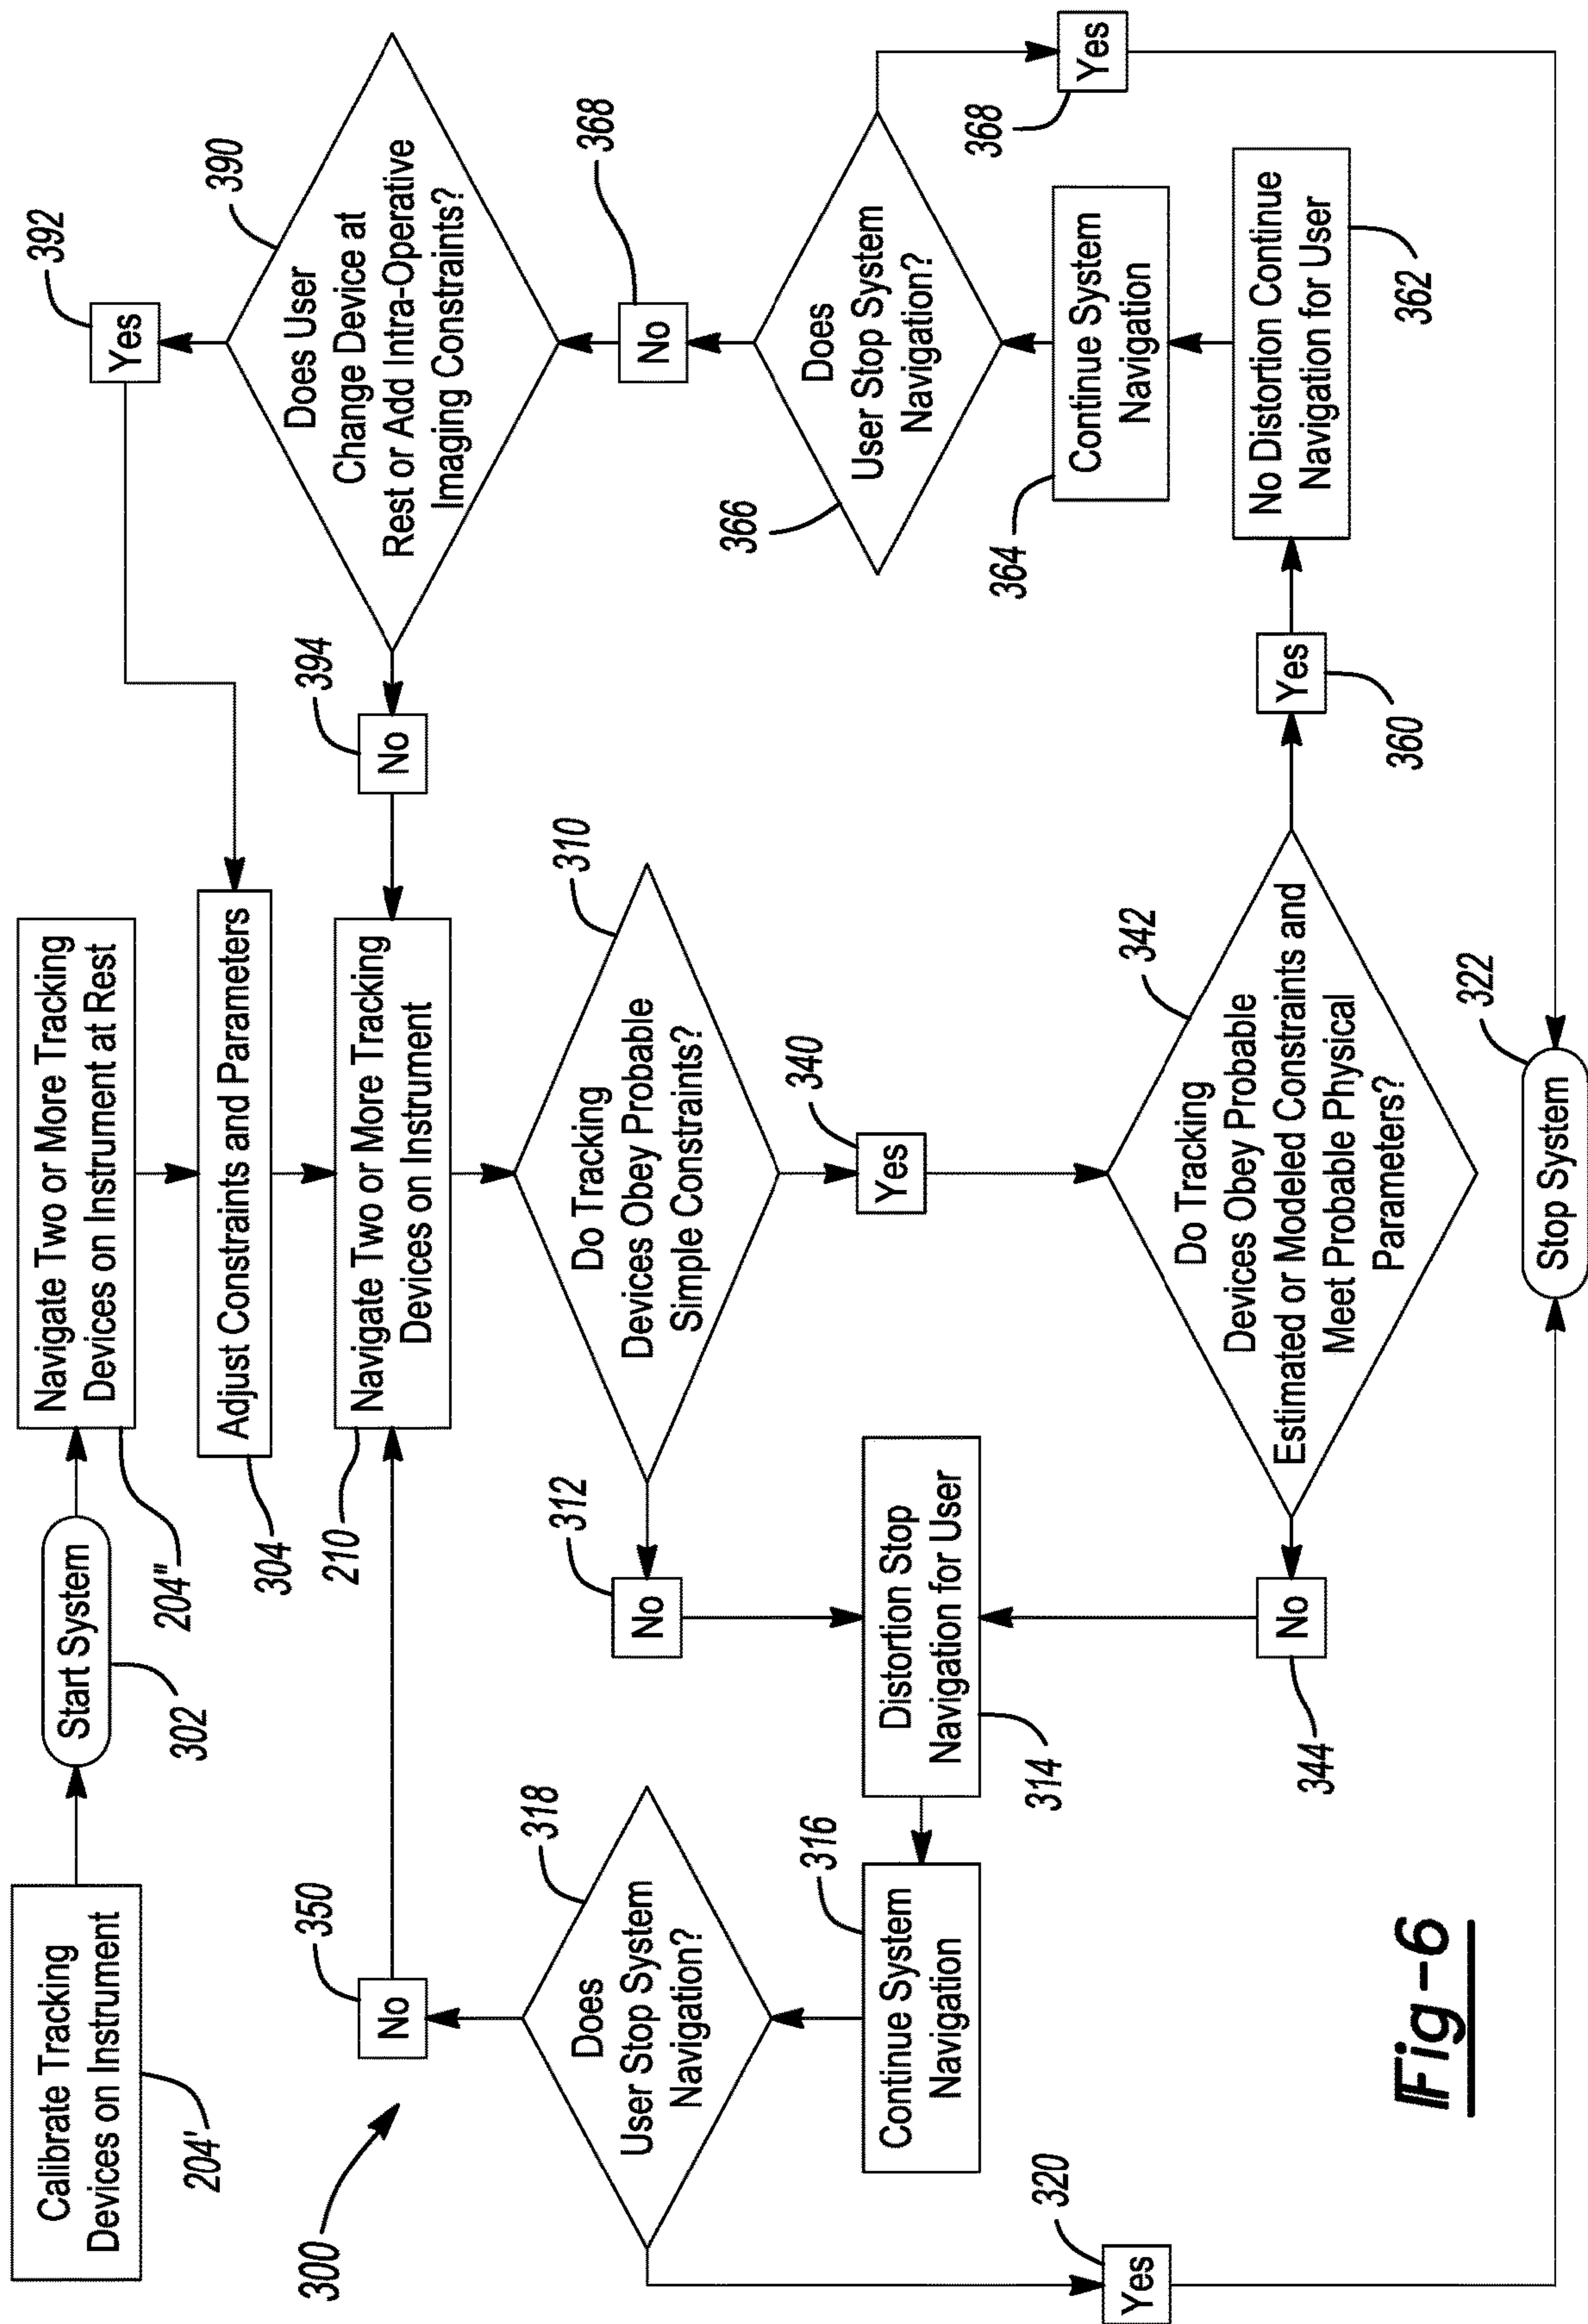 Calibrate Tracking
Devices on Instrument
204'
Start System
302
Navigate Two or More Tracking
Devices on Instrument at Rest
204"
Adjust Constraints and Parameters
304
Navigate Two or More Tracking
Devices on Instrument
210
300
350
No
Does
User Stop System
Navigation?
318
Continue System
Navigation
316
Yes
320
Do Tracking
Devices Obey Probable
Simple Constraints?
310
No
312
Distortion Stop
Navigation for User
314
Yes
340
Do Tracking
Devices Obey Probable
Estimated or Modeled Constraints and
Meet Probable Physical
Parameters?
342
No
344
Yes
360
No Distortion Continue
Navigation for User
362
Continue System
Navigation
364
Does
User Stop System
Navigation?
366
Yes
368
No
368
Does User
Change Device at
Rest or Add Intra-Operative
Imaging Constraints?
390
Yes
392
No
394
Stop System
322
Fig-6